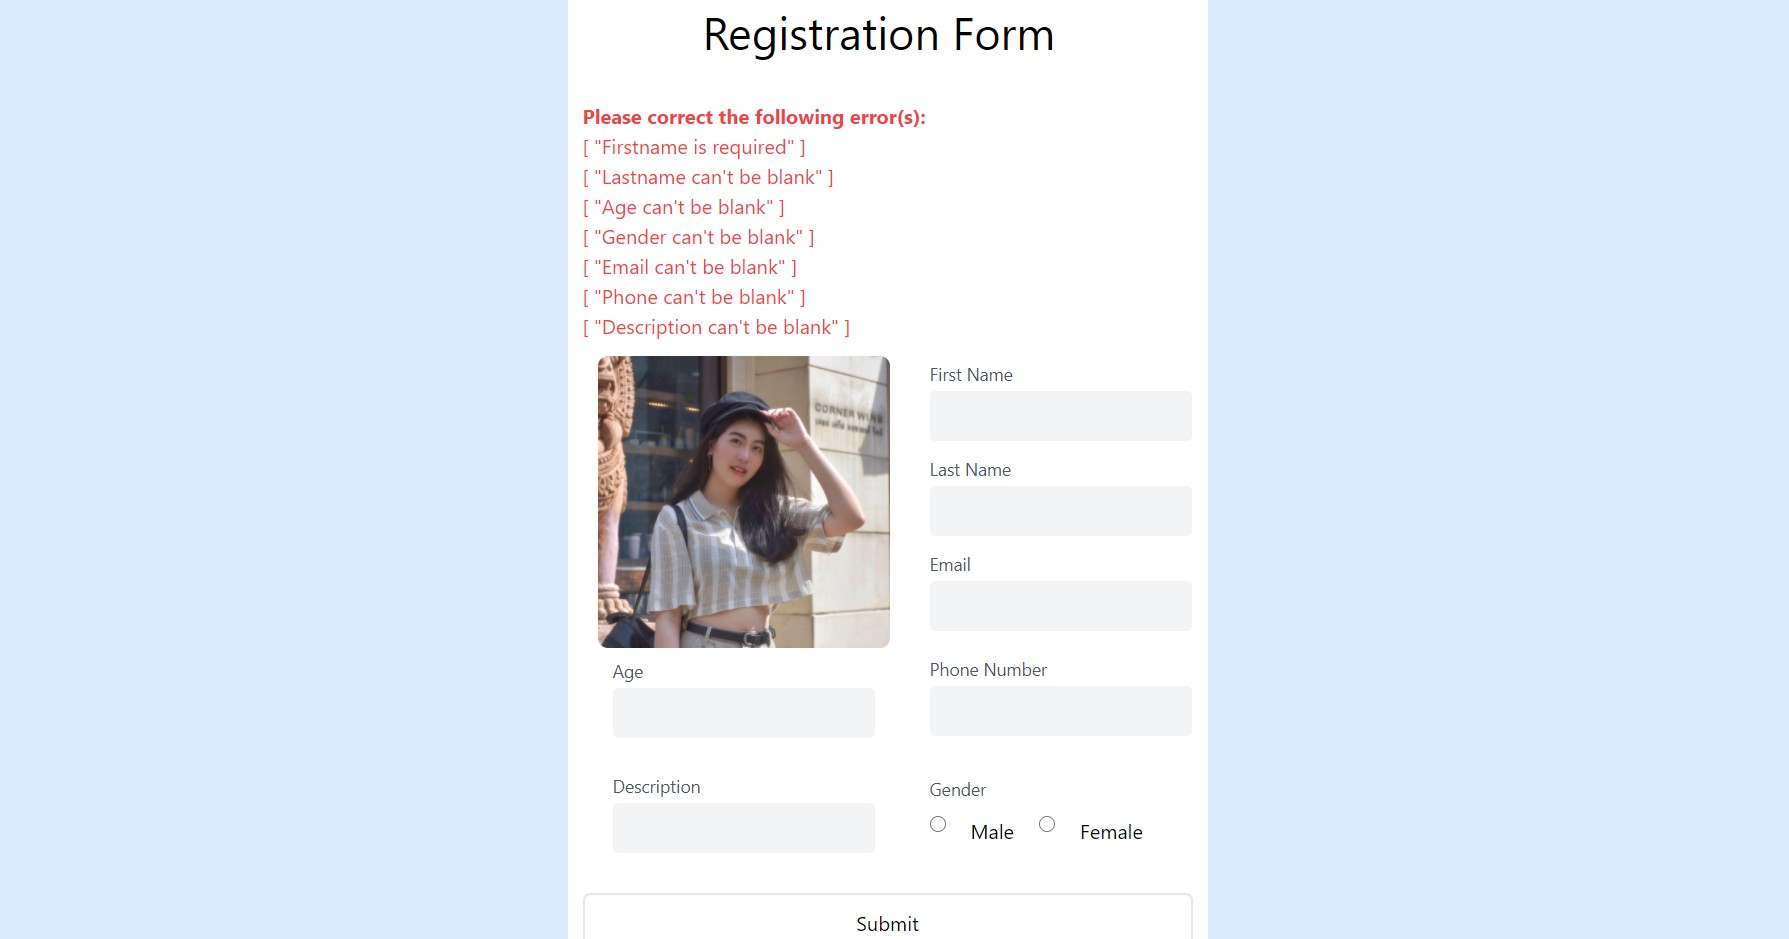 Registration Form
Please correct the following error(s):
[ "Firstname is required" ]
[ "Lastname can't be blank" ]
[ "Age can't be blank" ]
[ "Gender can't be blank" ]
[ "Email can't be blank" ]
[ "Phone can't be blank" ]
[ "Description can't be blank" ]
CORNER WING
First Name
Last Name
Email
Age
Phone Number
Description
Gender
Male Female
Submit